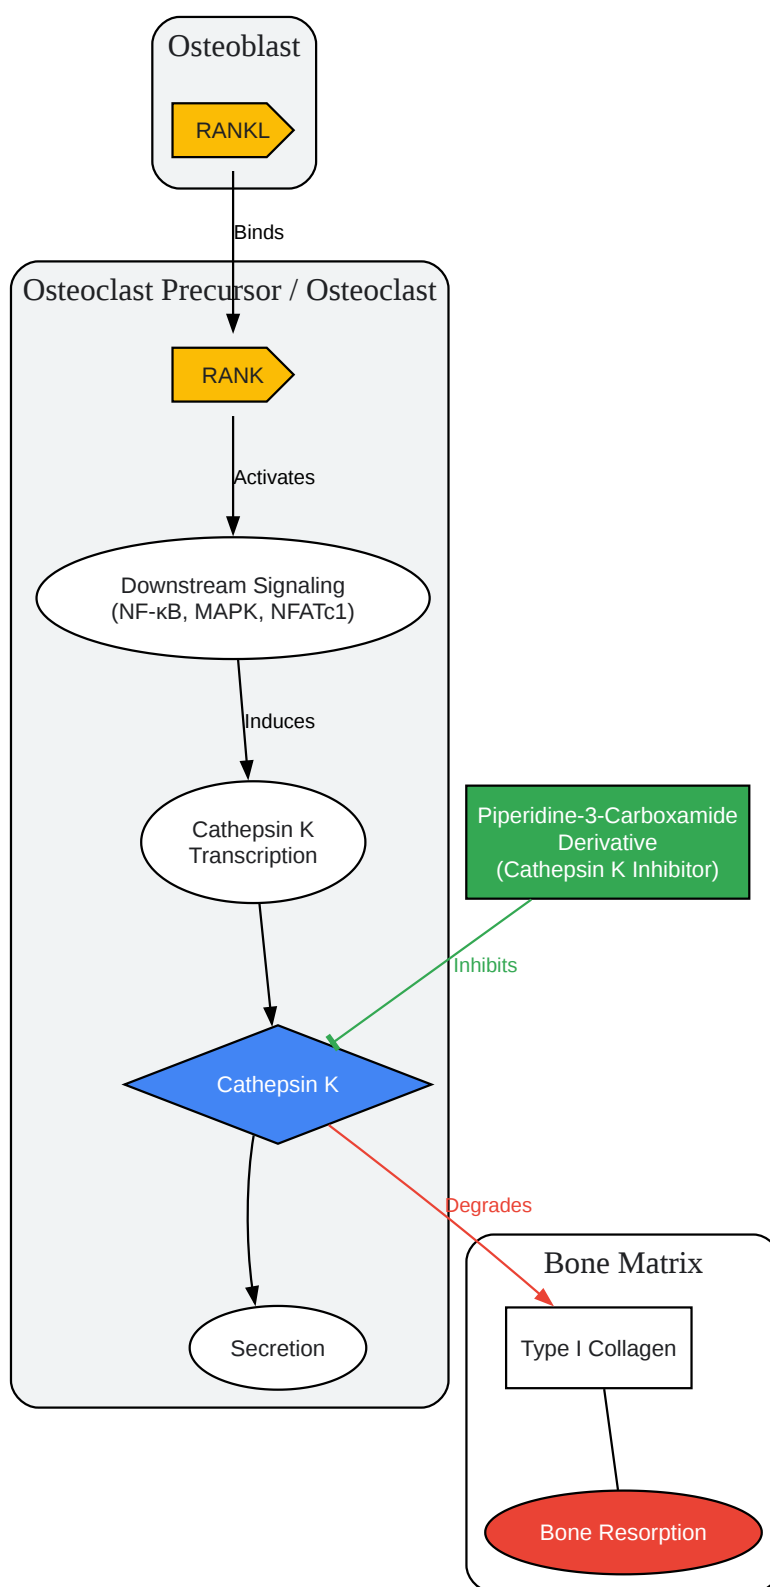 Osteoblast
RANKL
Binds
Osteoclast Precursor / Osteoclast
RANK
Activates
Downstream Signaling
(NF-κB, MAPK, NFATc1)
Induces
Cathepsin K
Transcription
Piperidine-3-Carboxamide
Derivative
(Cathepsin K Inhibitor)
Inhibits
Cathepsin K
Degrades
Bone Matrix
Secretion
Type I Collagen
Bone Resorption